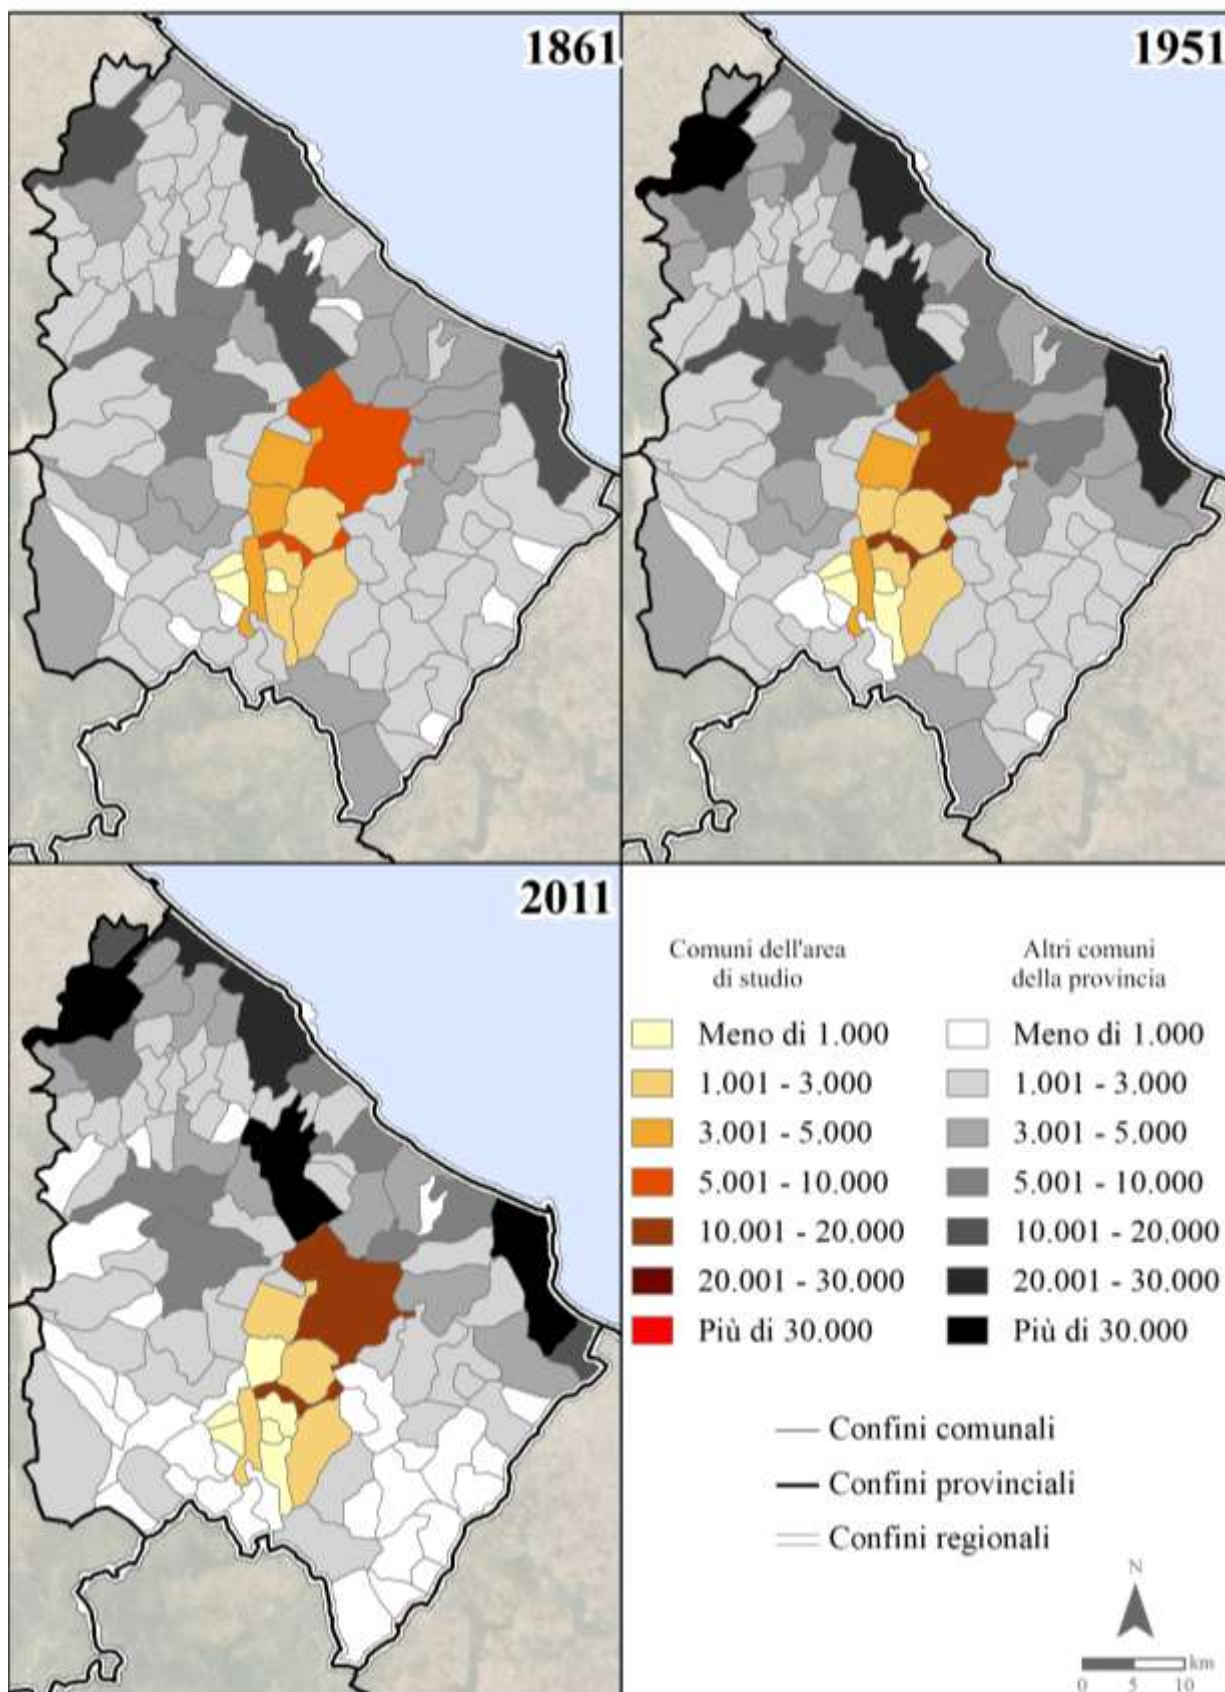 1861
1951
2011
Comuni dell'area
di studio
Meno di 1.000
1.001 - 3.000
3.001 - 5.000
5.001 - 10.000
10.001 - 20.000
20.001 - 30.000
Più di 30.000
Altri comuni
della provincia
Meno di 1.000
1.001 - 3.000
3.001 - 5.000
5.001 - 10.000
10.001 - 20.000
20.001 - 30.000
Più di 30.000
Confini comunali
Confini provinciali
Confini regionali
N
km
0 5 10